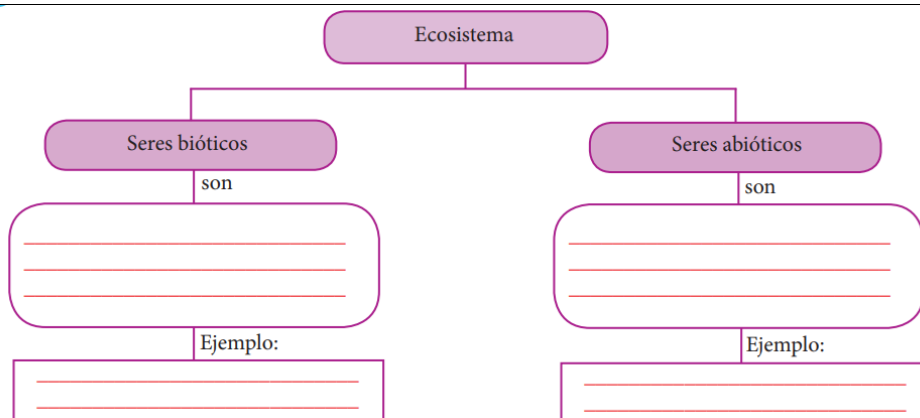 Ecosistema
Seres bióticos
Seres abióticos
son
son
Ejemplo:
Ejemplo: